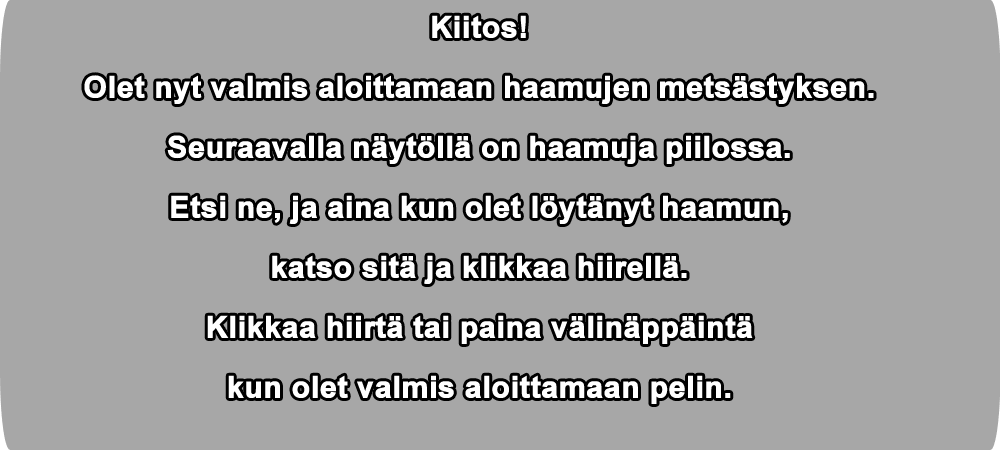 Kiitos!
Olet nyt valmis aloittamaan haamujen metsästyksen.
Seuraavalla näytöllä on haamuja piilossa.
Etsi ne, ja aina kun olet löytänyt haamun,
katso sitä ja klikkaa hiirellä.
Klikkaa hiirtä tai paina välinäppäintä
kun olet valmis aloittamaan pelin.